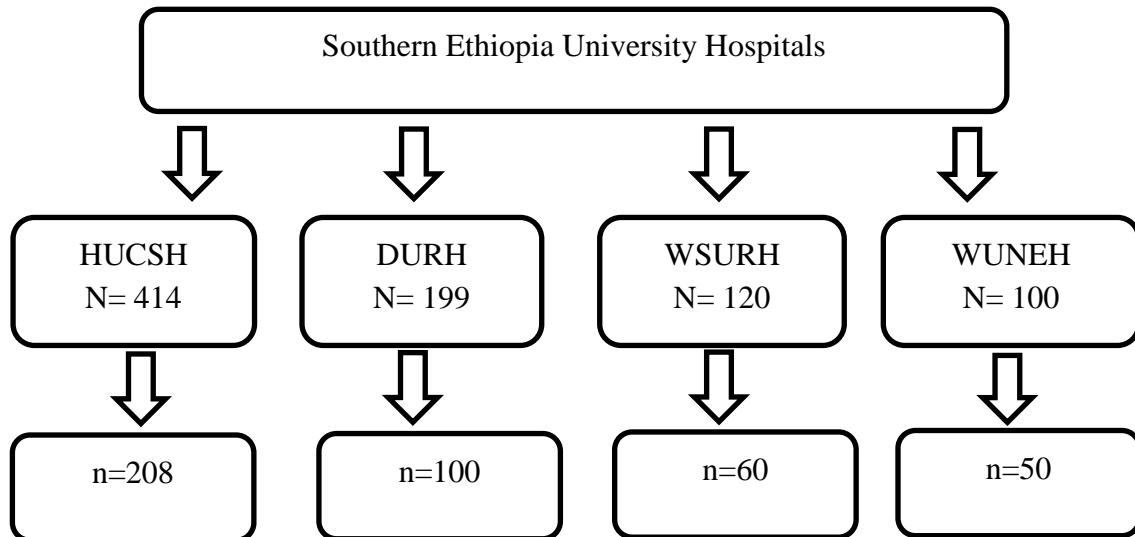 Southern Ethiopia University Hospitals
HUCSH
N= 414
DURH
N= 199
WSURH
N= 120
WUNEH
N= 100
n=208
n=100
n=60
n=50